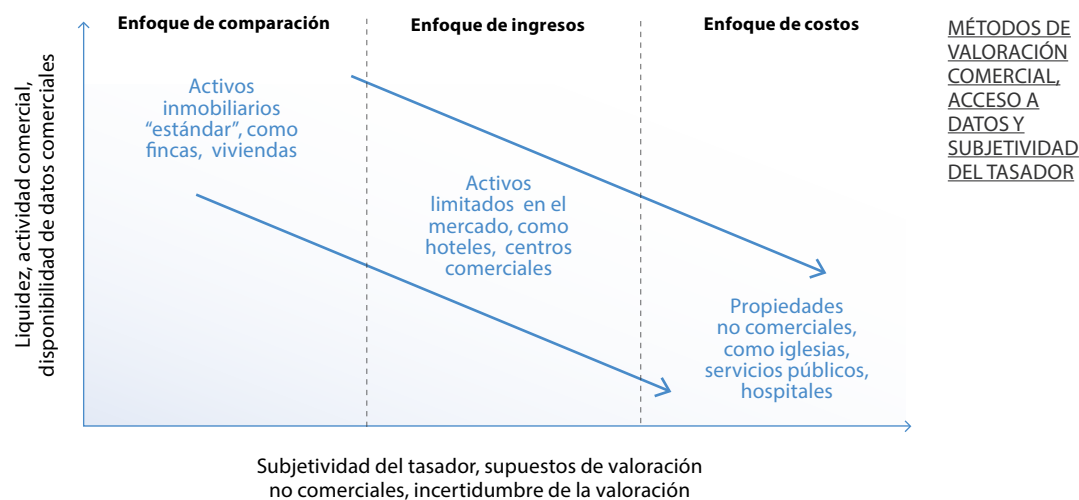 Enfoque de comparación
Enfoque de ingresos
Enfoque de costos
MÉTODOS DE
VALORACIÓN
COMERCIAL,
ACCESO A
DATOS Y
SUBJETIVIDAD
DEL TASADOR
Liquidez, actividad comercial,
disponibilidad de datos comerciales
Activos
inmobiliarios
“estándar”, como
fincas, viviendas
Activos
limitados en el
mercado, como
hoteles, centros
comerciales
Propiedades
no comerciales,
como iglesias,
servicios públicos,
hospitales
Subjetividad del tasador, supuestos de valoración
no comerciales, incertidumbre de la valoración